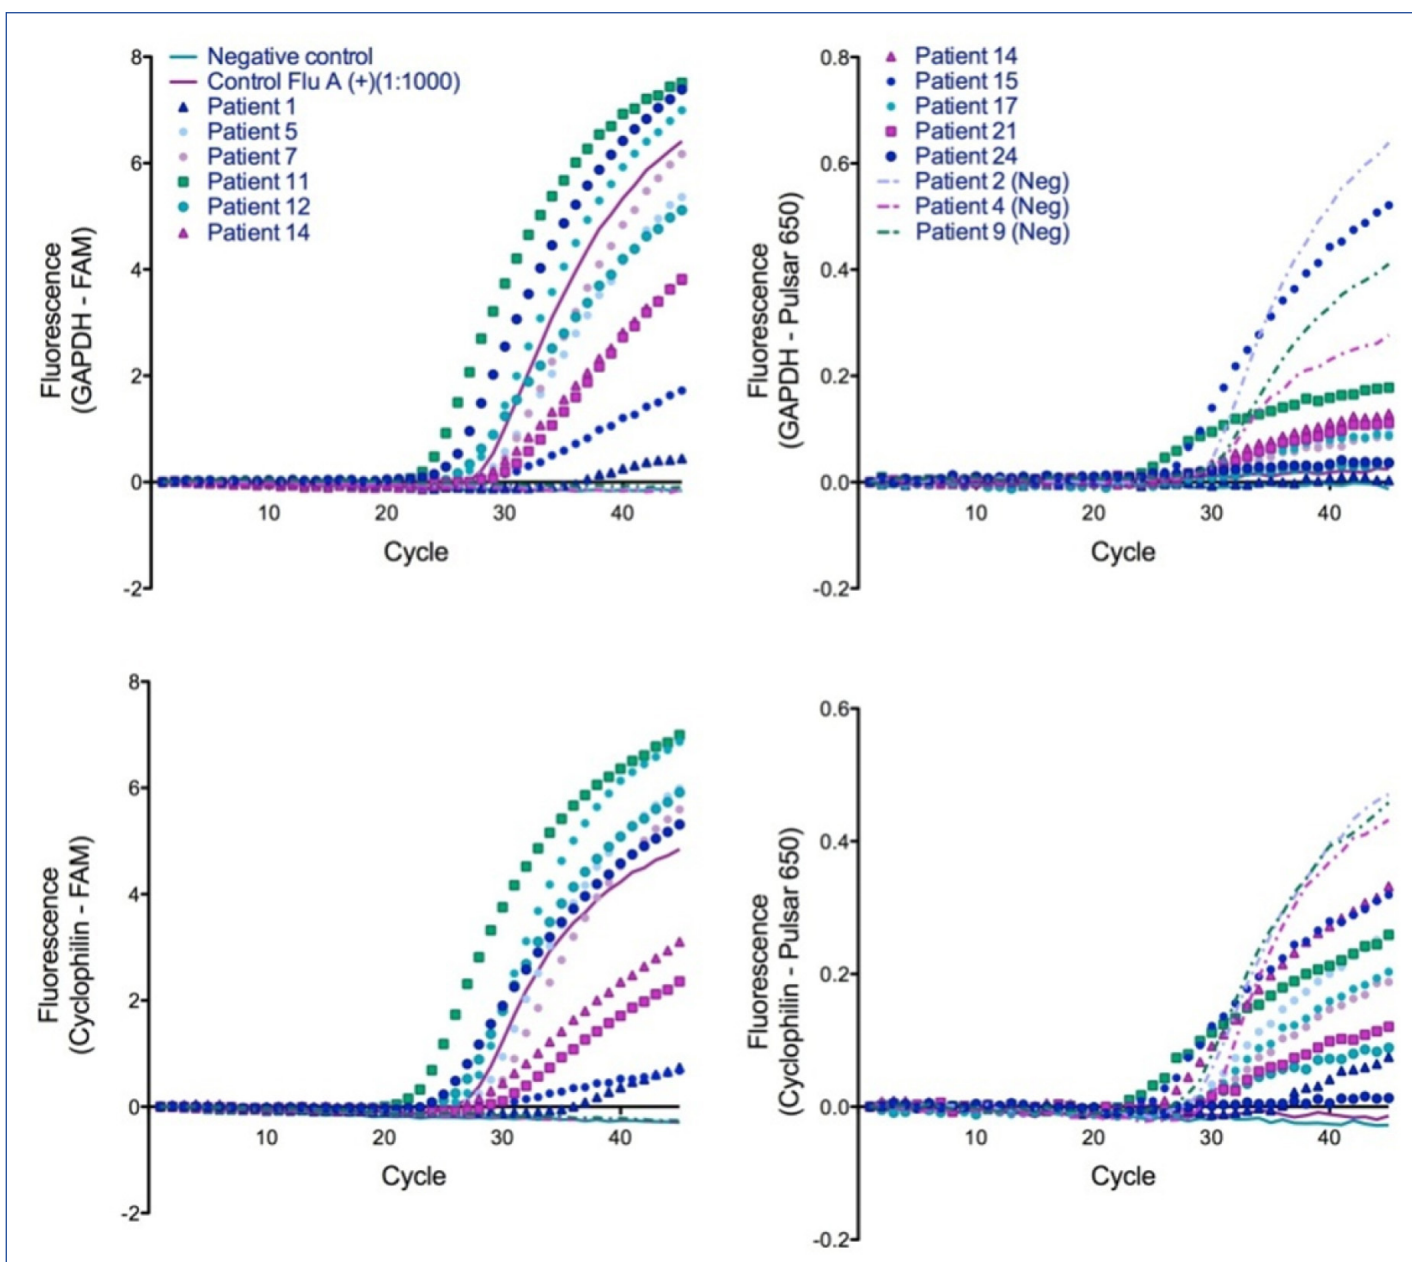 8
6
4
2
0
-2
Fluorescence
(GAPDH - FAM)
Negative control
Control Flu A (+)(1:1000)
Patient 1
Patient 5
Patient 7
Patient 11
Patient 12
Patient 14
10
20
30
40
Cycle
0.8
0.6
0.4
0.2
0.0
-0.2
Fluorescence
(GAPDH - Pulsar 650)
Patient 14
Patient 15
Patient 17
Patient 21
Patient 24
Patient 2 (Neg)
Patient 4 (Neg)
Patient 9 (Neg)
10
20
30
40
Cycle
8
6
4
2
0
-2
Fluorescence
(Cyclophilin - FAM)
10
20
30
40
Cycle
0.6
0.4
0.2
0.0
-0.2
Fluorescence
(Cyclophilin - Pulsar 650)
10
20
30
40
Cycle